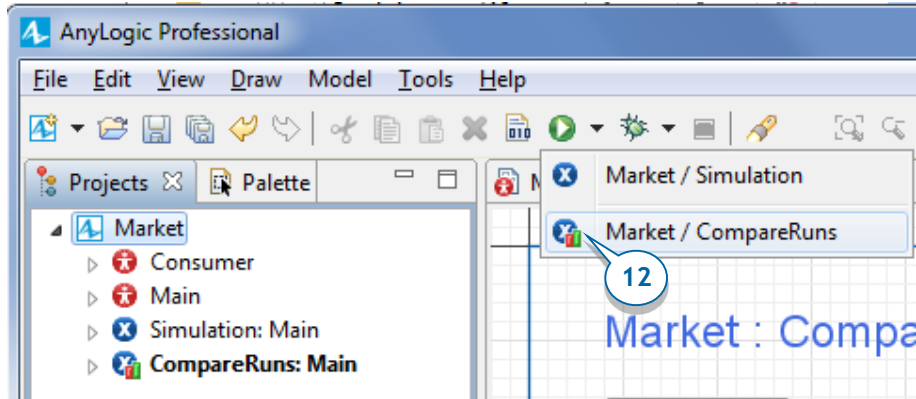 AnyLogic Professional
File Edit View Draw Model Tools Help
010
Projects Palette
Market / Simulation
Market / CompareRuns
12
Market
Consumer
Main
Simulation: Main
CompareRuns: Main
Market : Compa